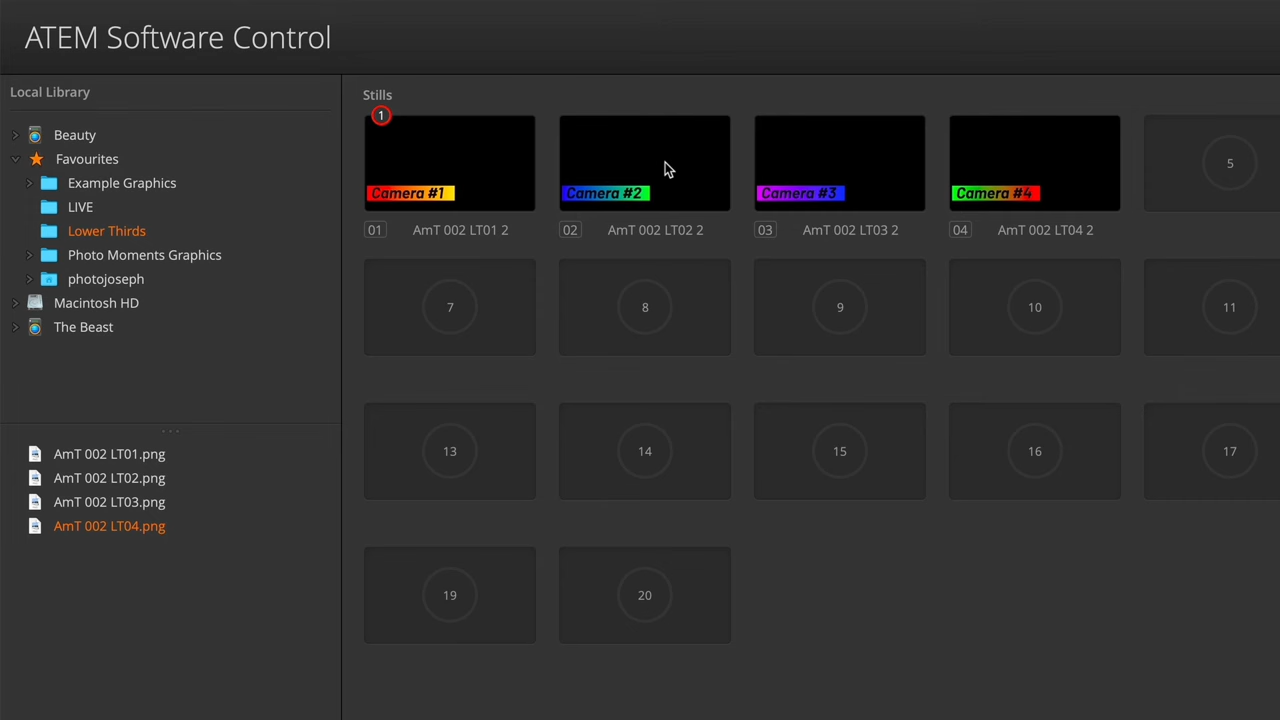 ATEM Software Control
Local Library
Beauty
Favourites
Example Graphics
LIVE
Lower Thirds
Photo Moments Graphics
photojoseph
Macintosh HD
The Beast
AmT 002 LT01.png
AmT 002 LT02.png
AmT 002 LT03.png
AmT 002 LT04.png
Stills
1
Camera #1
Camera #2
Camera #3
Camera #4
5
01 AmT 002 LT01 2
02 AmT 002 LT02 2
03 AmT 002 LT03 2
04 AmT 002 LT04 2
7
8
9
10
11
13
14
15
16
17
19
20